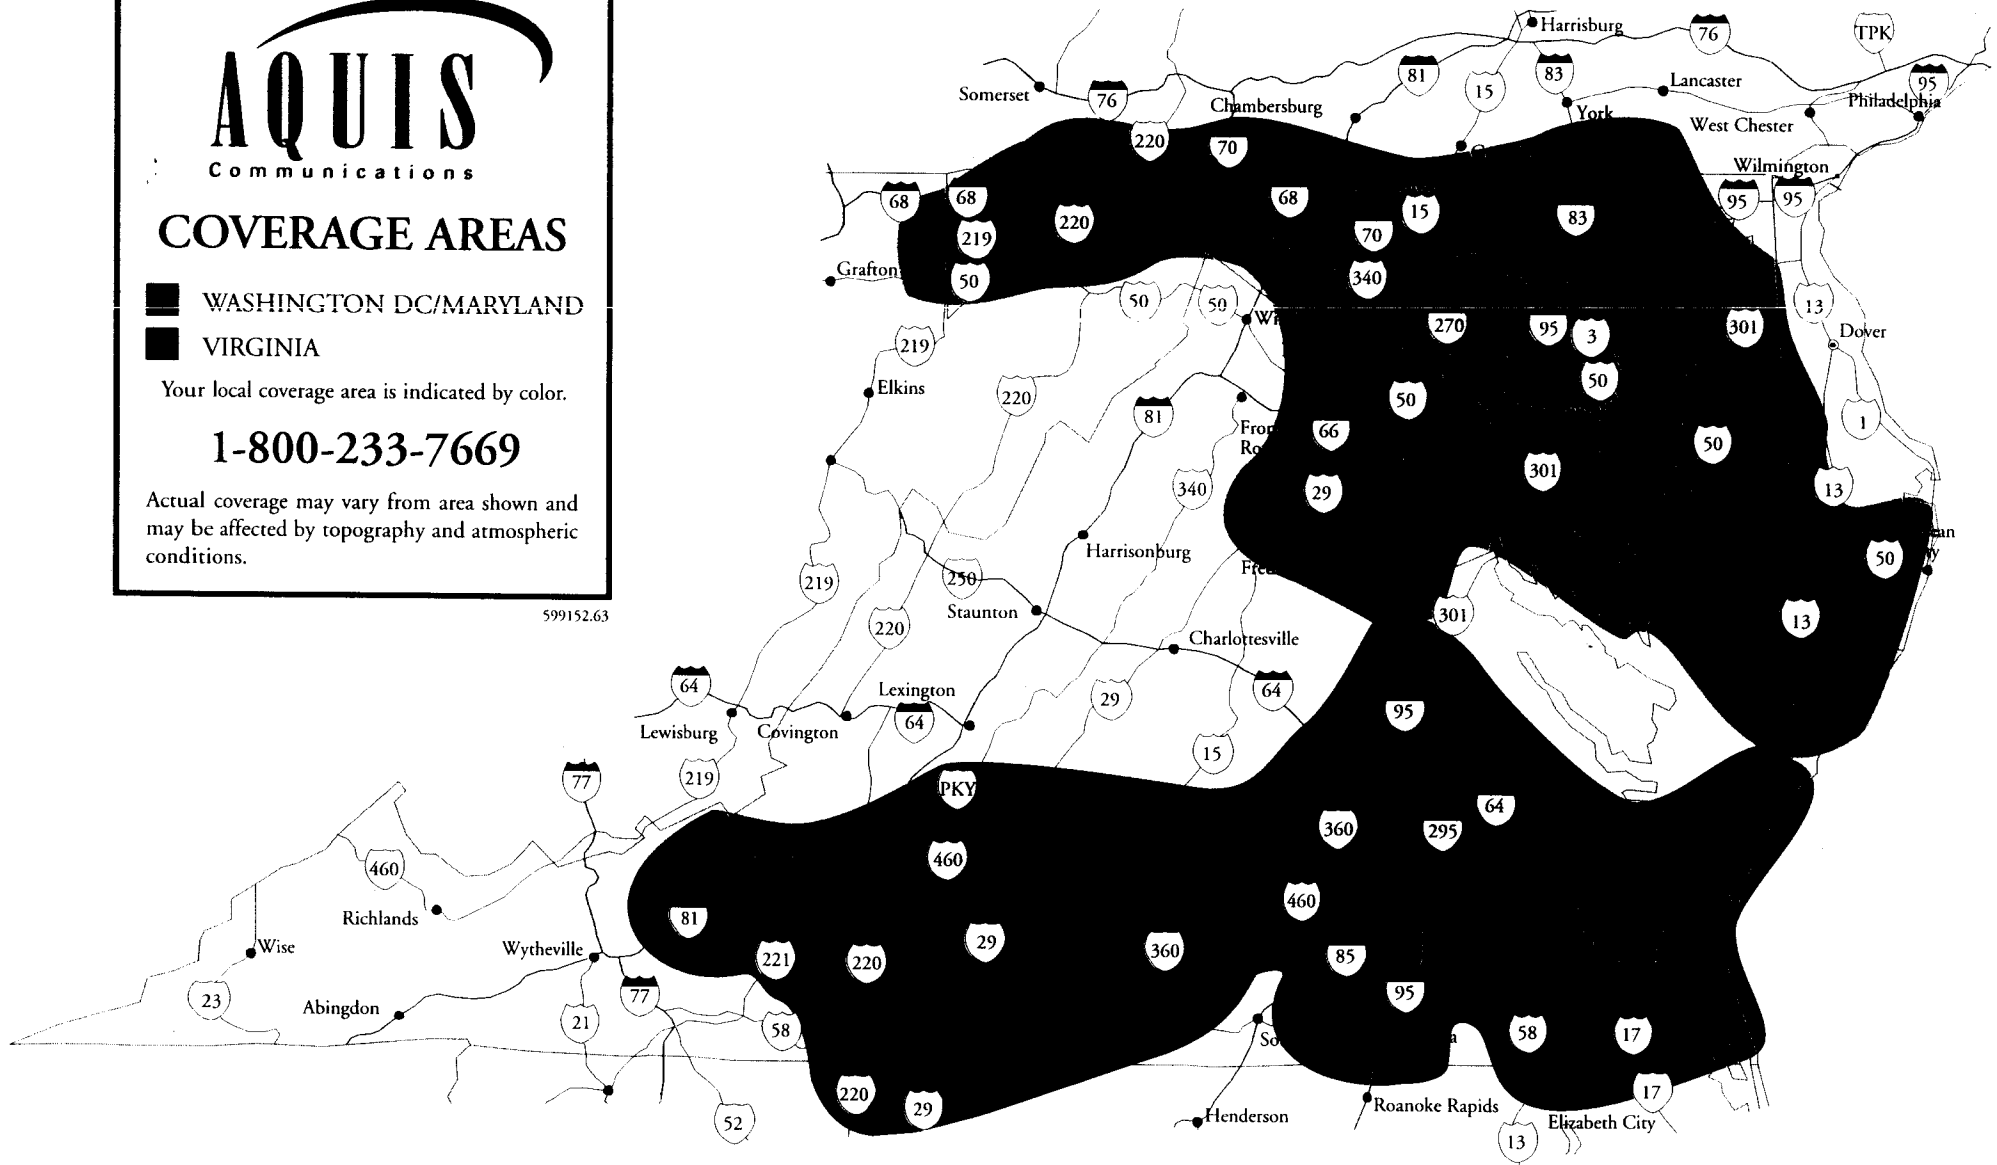 AQUIS
Communications
COVERAGE AREAS
WASHINGTON DC/MARYLAND
VIRGINIA
Your local coverage area is indicated by color.
1-800-233-7669
Actual coverage may vary from area shown and
may be affected by topography and atmospheric
conditions.
599152.63
Harrisburg
76
TPK
81
83
15
Lancaster
95
Somerset
76
Chambersburg
York
Philadelphia
West Chester
220
70
Wilmington
68
68
68
95
95
219
220
70
15
83
Grafton
50
340
50
50
13
219
270
95
3
301
Dover
Elkins
220
81
50
50
1
66
50
340
29
301
13
Harrisonburg
50
219
250
Staunton
220
301
13
Charlottesville
64
Lexington
64
29
64
95
Lewisburg
Covington
15
77
219
PKY
64
360
295
460
460
Richlands
81
460
Wise
Wytheville
221
220
29
360
85
23
77
95
Abingdon
21
58
58
17
220
29
17
52
Henderson
Roanoke Rapids
Elizabeth City
13